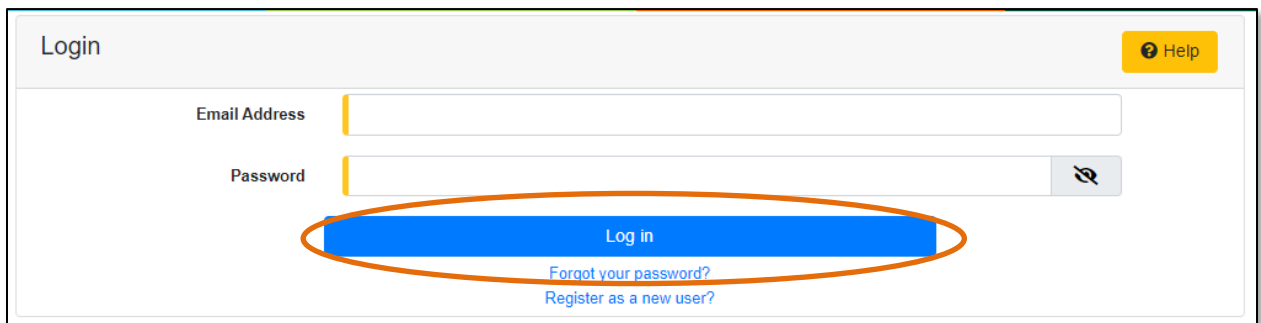 Login
Help
Email Address
Password
Log in
Forgot your password?
Register as a new user?